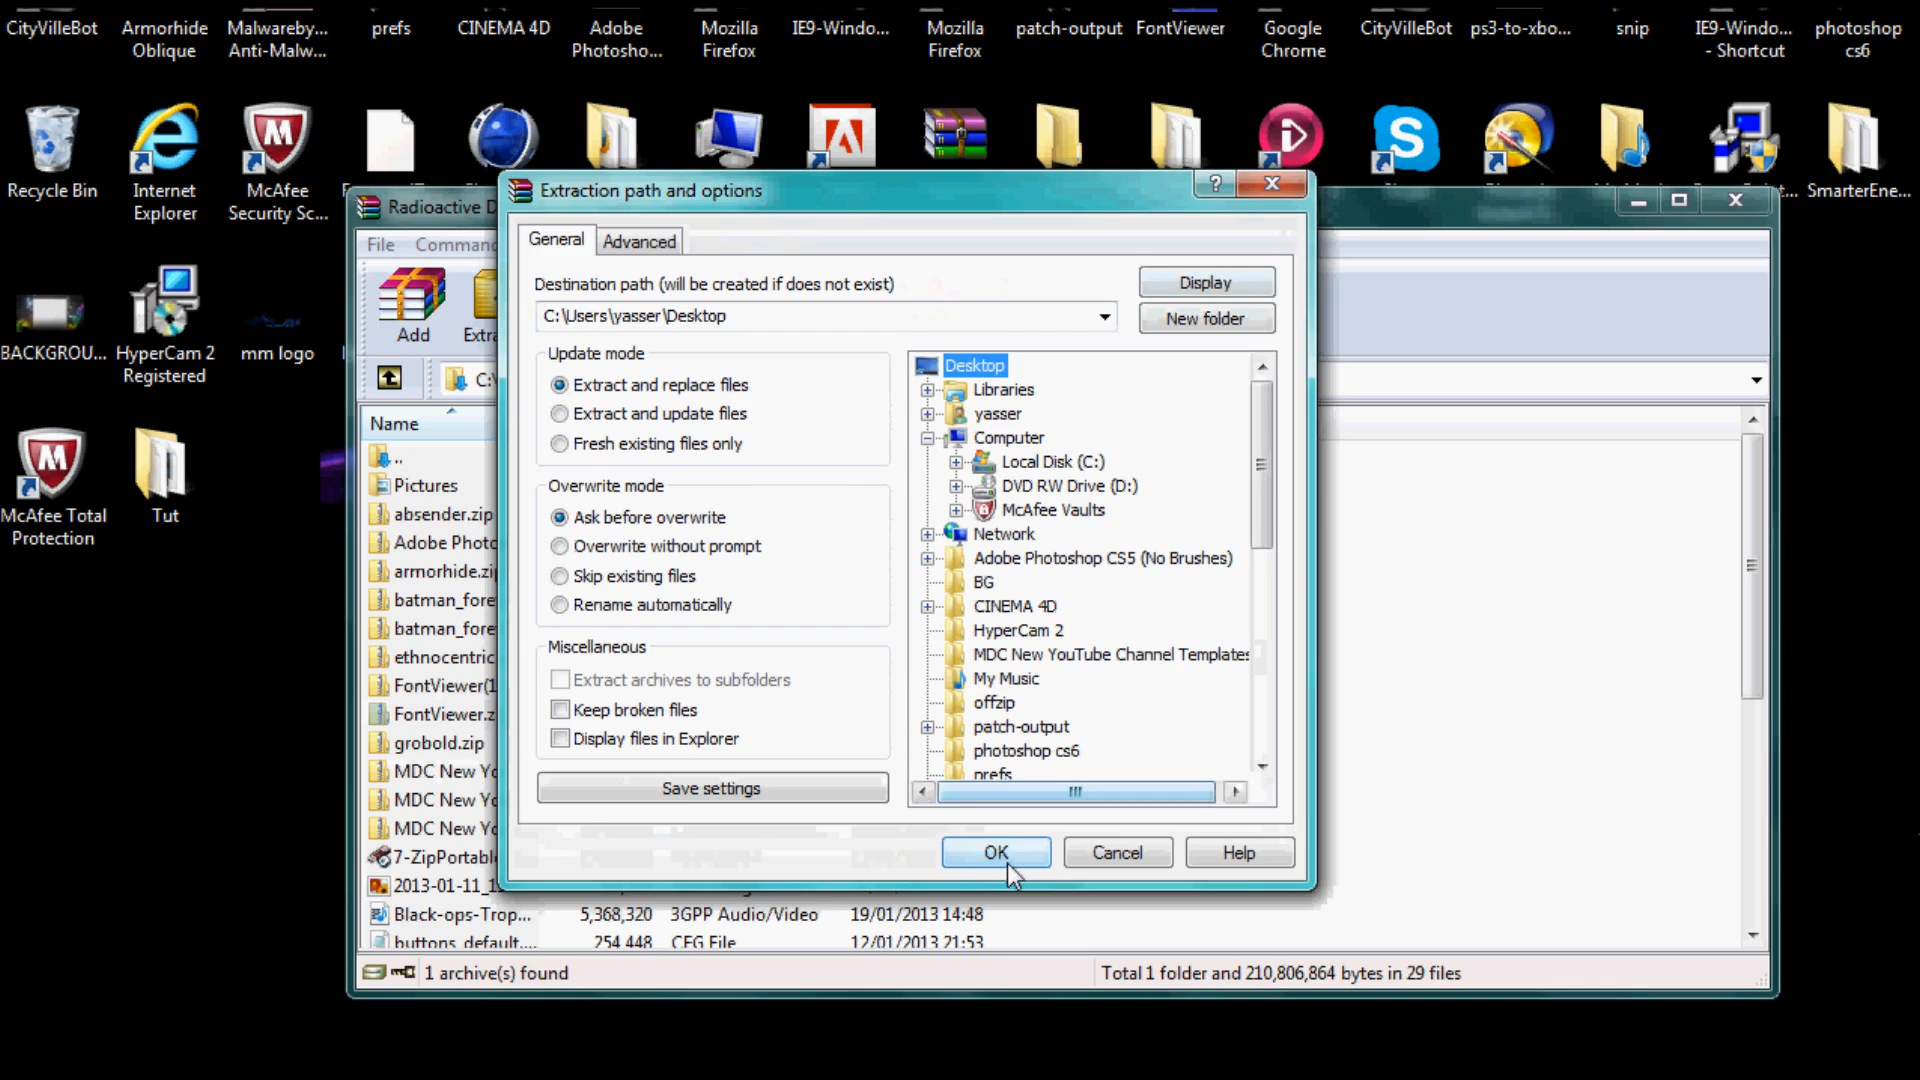 CityVilleBot
Armorhide
Oblique
Malwareby...
Anti-Malw...
prefs
CINEMA 4D
Adobe
Photosho...
Mozilla
Firefox
IE9-Windo...
Mozilla
Firefox
patch-output
FontViewer
Google
Chrome
CityVilleBot
ps3-to-xbo...
snip
IE9-Windo...
- Shortcut
photoshop
cs6
Recycle Bin
Internet
Explorer
McAfee
Security Sc...
SmarterEne...
BACKGROU...
HyperCam 2
Registered
mm logo
McAfee Total
Protection
Tut
Radioactive D
File Comman
Add Extra
C:\
Name
..
Pictures
absender.zip
Adobe Photo
armorhide.zi
batman_fore
batman_fore
ethnocentric
FontViewer(1
FontViewer.z
grobold.zip
MDC New Yo
MDC New Yo
MDC New Yo
7-ZipPortabl
2013-01-11_1
Black-ops-Trop... 5,368,320 3GPP Audio/Video 19/01/2013 14:48
buttons_default.... 254,448 CFG File 12/01/2013 21:53
1 archive(s) found
Total 1 folder and 210,806,864 bytes in 29 files
Extraction path and options
?
General
Advanced
Destination path (will be created if does not exist)
C:\Users\yasser\Desktop
Display
New folder
Update mode
Extract and replace files
Extract and update files
Fresh existing files only
Overwrite mode
Ask before overwrite
Overwrite without prompt
Skip existing files
Rename automatically
Miscellaneous
Extract archives to subfolders
Keep broken files
Display files in Explorer
Save settings
Desktop
Libraries
yasser
Computer
Local Disk (C:)
DVD RW Drive (D:)
McAfee Vaults
Network
Adobe Photoshop CS5 (No Brushes)
BG
CINEMA 4D
HyperCam 2
MDC New YouTube Channel Templates
My Music
offzip
patch-output
photoshop cs6
prefs
OK
Cancel
Help